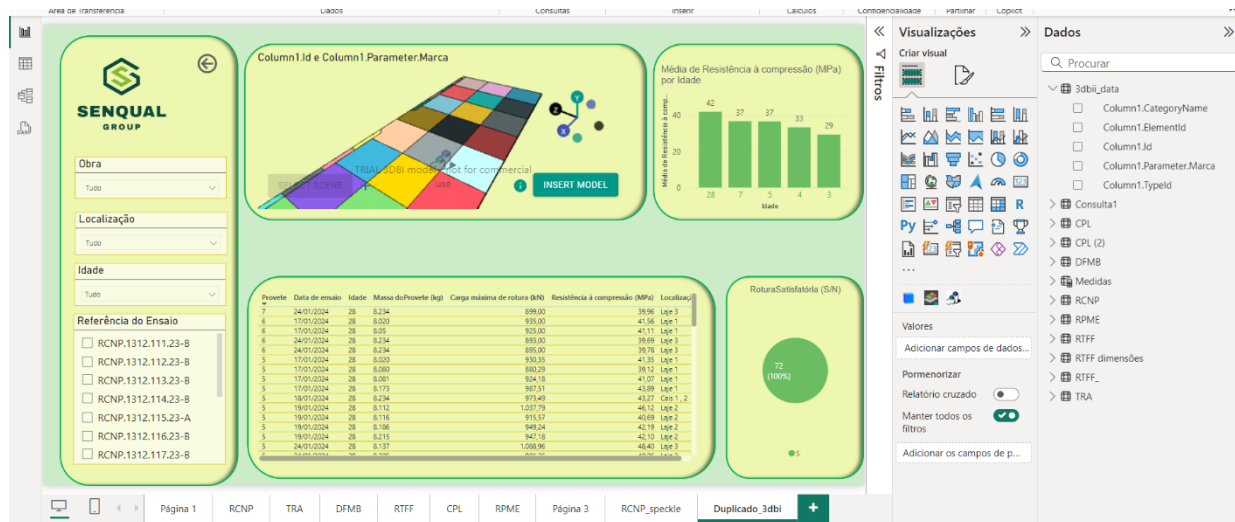 Área de Transferência Dados Consultas Inserir Cálculos Confidencialidade Partilhar Copilot
SENQUAL
GROUP
Obra
Tudo
Localização
Tudo
Idade
Tudo
Referência do Ensaio
RCNP.1312.111.23-B
RCNP.1312.112.23-B
RCNP.1312.113.23-B
RCNP.1312.114.23-B
RCNP.1312.115.23-A
RCNP.1312.116.23-B
RCNP.1312.117.23-B
Column1.Id e Column1.Parameter.Marca
Y
Z
X
TRIAL 3DBI model, not for commercial
use
SELECT SCENE
+
INSERT MODEL
Média de Resistência à compressão (MPa)
por Idade
Média de Resistência à comp...
40
20
0
42 37 37 33 29
28 7 5 4 3
Idade
Provete Data de ensaio Idade Massa doProvete (kg) Carga máxima de rotura (kN) Resistência à compressão (MPa) Localizaç
7 24/01/2024 28 8.234 899,00 39,96 Laje 3
6 17/01/2024 28 8.020 935,00 41,56 Laje 1
6 17/01/2024 28 8.05 925,00 41,11 Laje 1
6 24/01/2024 28 8.234 893,00 39,69 Laje 3
6 24/01/2024 28 8.234 895,00 39,78 Laje 3
5 17/01/2024 28 8.020 930,35 41,35 Laje 1
5 17/01/2024 28 8.080 880,29 39,12 Laje 1
5 17/01/2024 28 8.081 924,18 41,07 Laje 1
5 17/01/2024 28 8.173 987,51 43,89 Laje 1
5 18/01/2024 28 8.234 973,49 43,27 Cais 1 , 2
5 19/01/2024 28 8.112 1.037,79 46,12 Laje 2
5 19/01/2024 28 8.116 915,57 40,69 Laje 2
5 19/01/2024 28 8.186 949,24 42,19 Laje 2
5 19/01/2024 28 8.215 947,18 42,10 Laje 2
5 24/01/2024 28 8.137 1.088,96 48,40 Laje 3
RoturaSatisfatória (S/N)
72
(100%)
S
Filtros
Visualizações
Criar visual
R
Py
...
Valores
Adicionar campos de dados...
Pormenorizar
Relatório cruzado
Manter todos os
filtros
Adicionar os campos de p...
Dados
Procurar
3dbii_data
Column1.CategoryName
Column1.ElementId
Column1.Id
Column1.Parameter.Marca
Column1.TypeId
Consulta1
CPL
CPL (2)
DFMB
Medidas
RCNP
RPME
RTFF
RTFF dimensões
RTFF_
TRA
Página 1 RCNP TRA DFMB RTFF CPL RPME Página 3 RCNP_speckle Duplicado_3dbi +